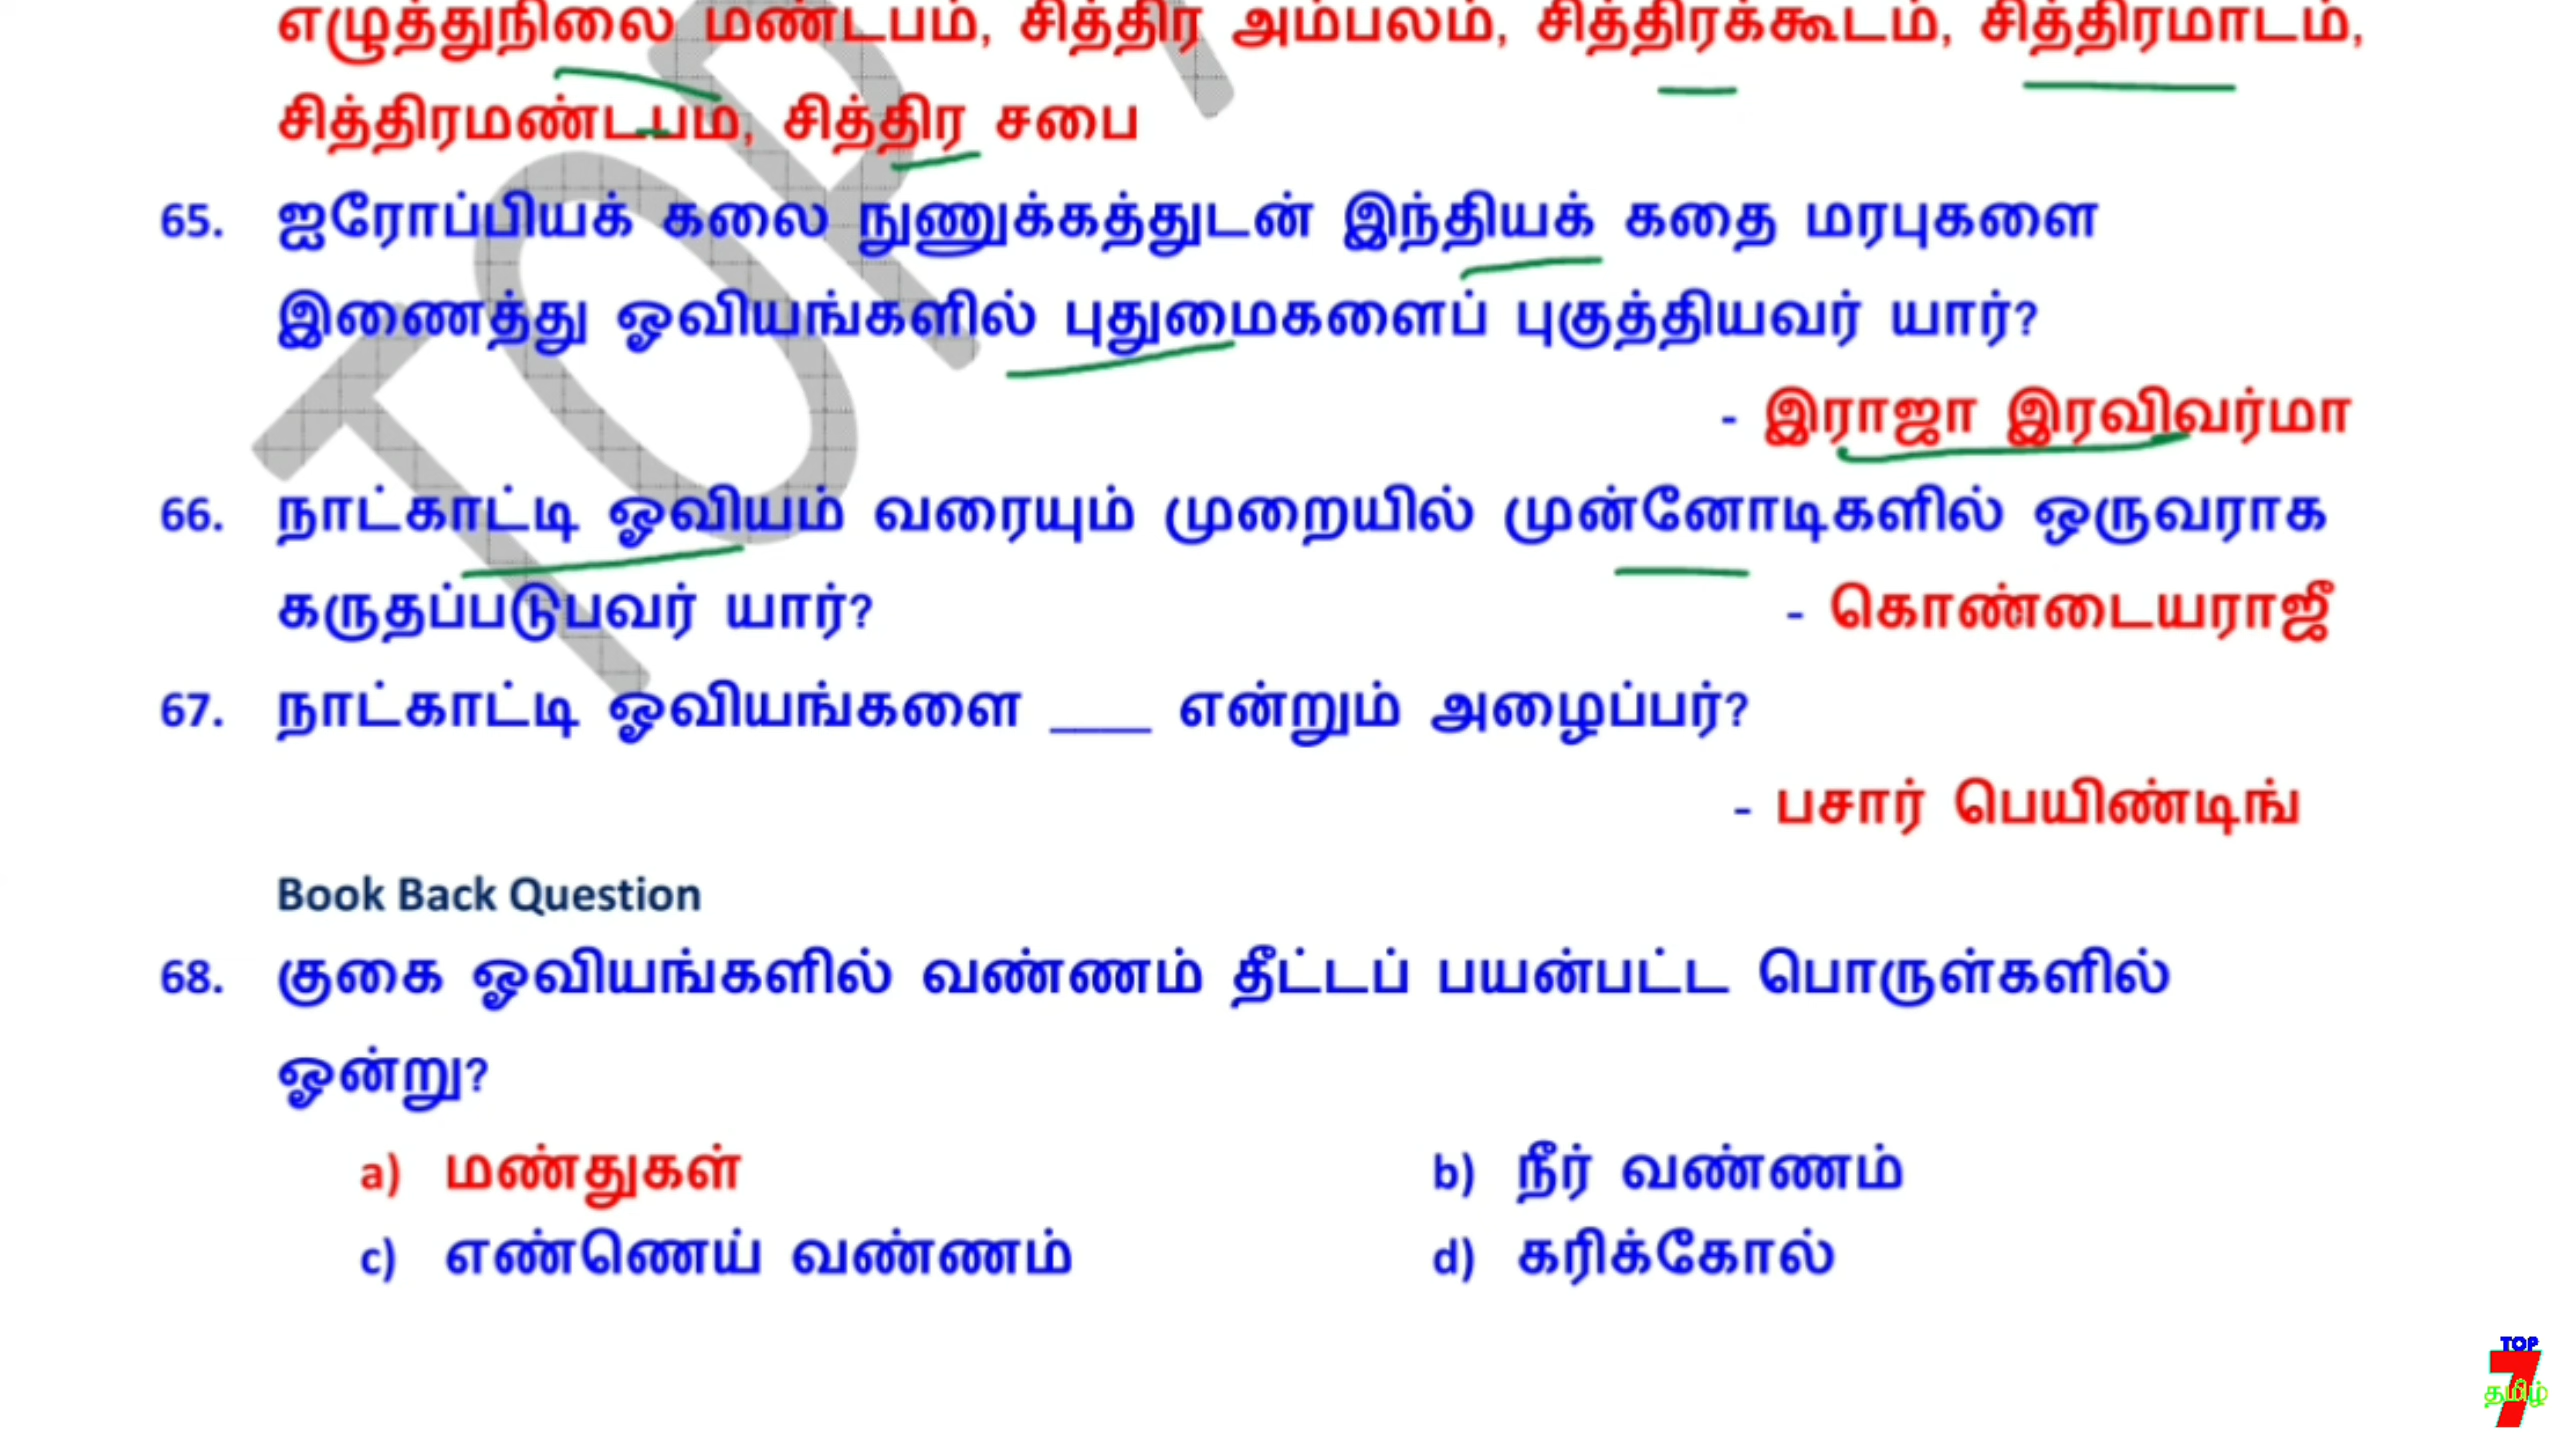 எழுத்துநிலை மண்டபம், சித்திர அம்பலம், சித்திரக்கூடம், சித்திரமாடம்,
சித்திரமண்டபம், சித்திர சபை
65. ஐரோப்பியக் கலை நுணுக்கத்துடன் இந்தியக் கதை மரபுகளை
இணைத்து ஓவியங்களில் புதுமைகளைப் புகுத்தியவர் யார்?
- இராஜா இரவிவர்மா
66. நாட்காட்டி ஓவியம் வரையும் முறையில் முன்னோடிகளில் ஒருவராக
கருதப்படுபவர் யார்? - கொண்டையராஜீ
67. நாட்காட்டி ஓவியங்களை ____ என்றும் அழைப்பர்?
- பசார் பெயிண்டிங்
Book Back Question
68. குகை ஓவியங்களில் வண்ணம் தீட்டப் பயன்பட்ட பொருள்களில்
ஓன்று?
a) மண்துகள் b) நீர் வண்ணம்
c) எண்ணெய் வண்ணம் d) கரிக்கோல்
TOP
7
தமிழ்